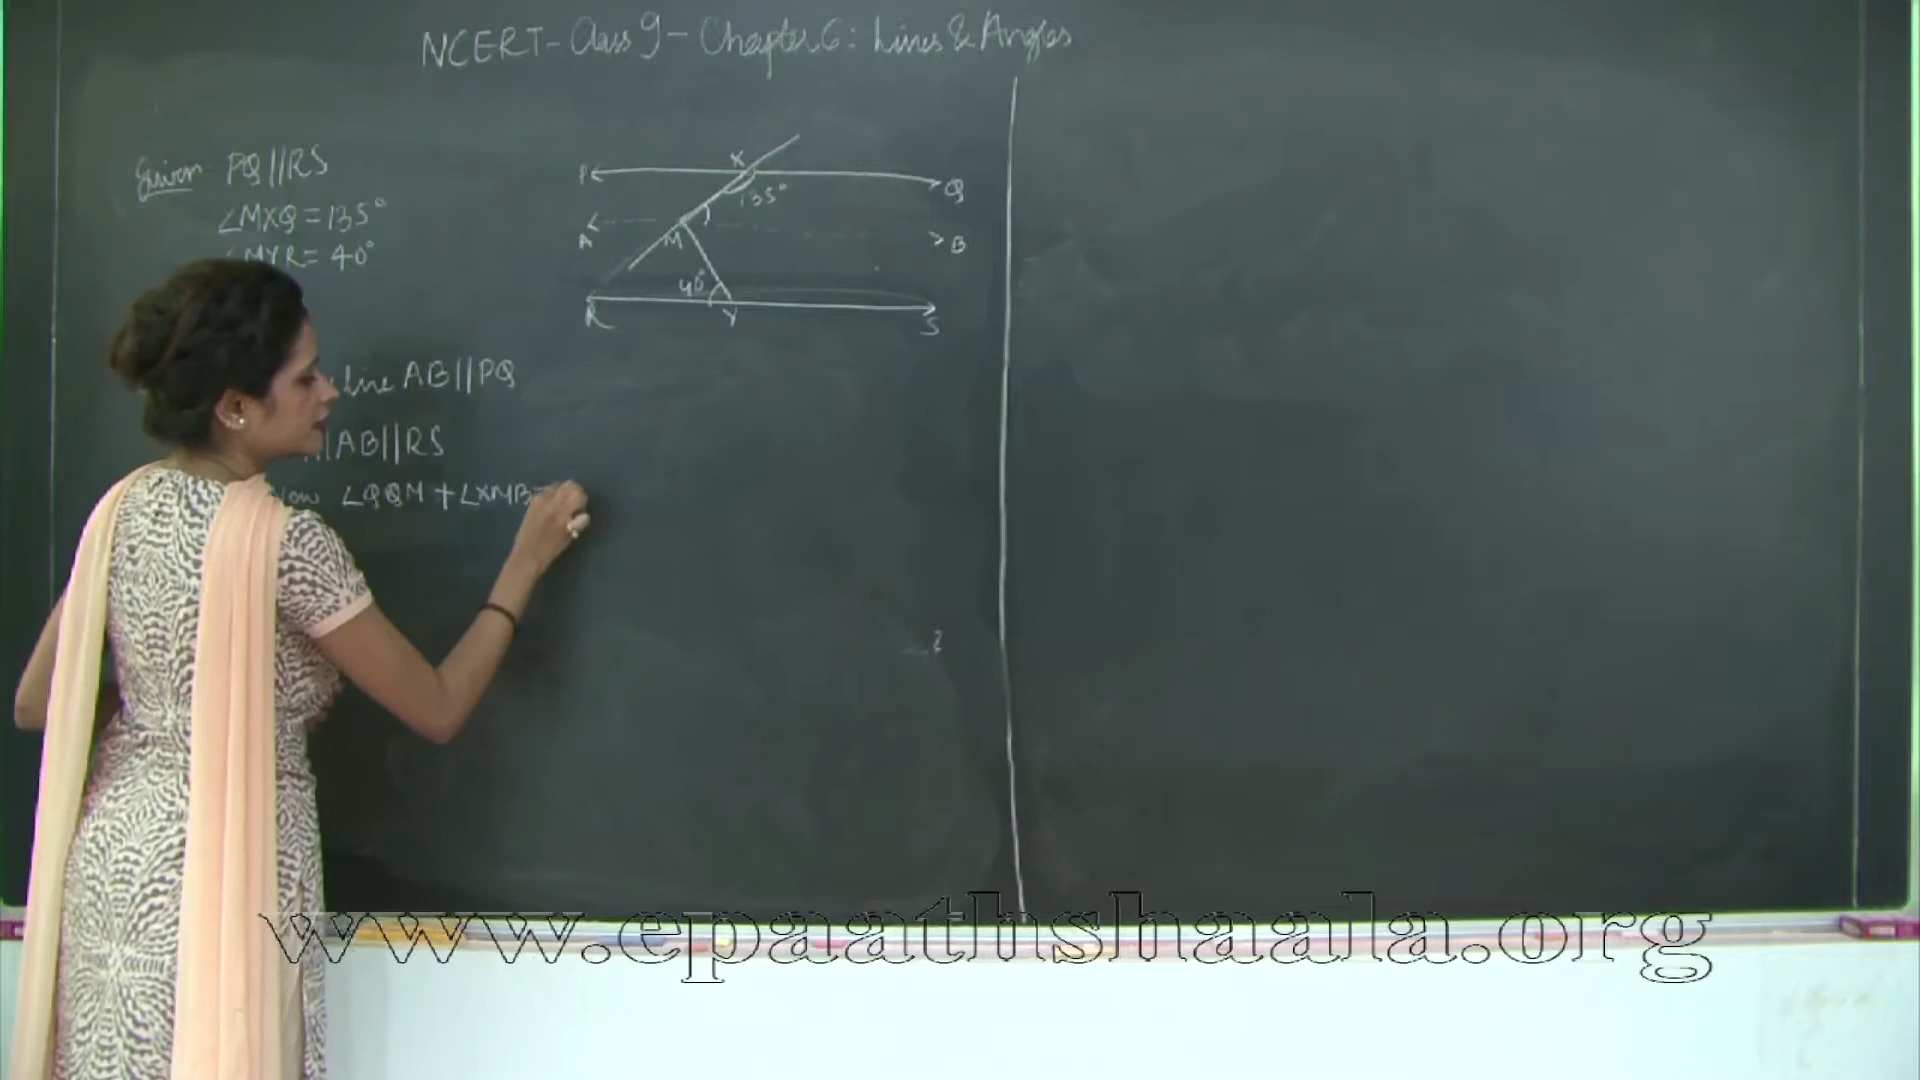 NCERT - Class 9 - Chapter 6: Lines & Angles
Given PQ||RS
∠MXQ = 135°
∠MYR = 40°
X
P
135°
Q
A
M
B
40°
R
Y
S
Line AB||PQ
||AB||RS
Now ∠QQM + ∠XMB =
www.epaathshaala.org